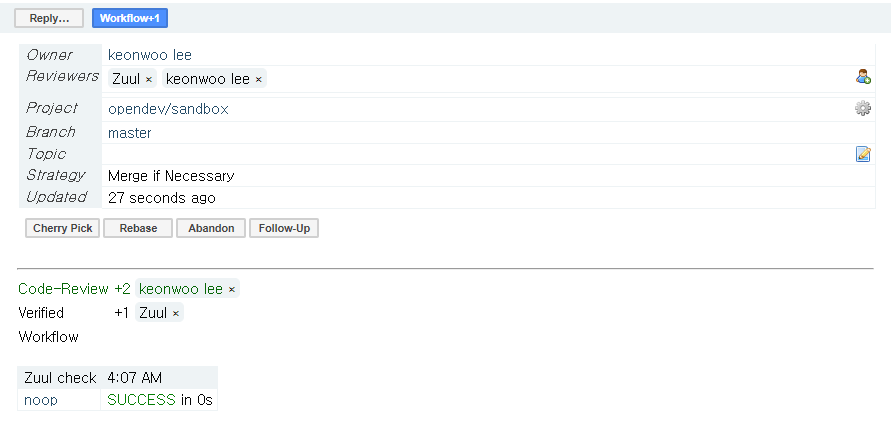 Reply... Workflow+1
Owner keonwoo lee
Reviewers Zuul × keonwoo lee ×
Project opendev/sandbox
Branch master
Topic
Strategy Merge if Necessary
Updated 27 seconds ago
Cherry Pick Rebase Abandon Follow-Up
Code-Review +2 keonwoo lee ×
Verified +1 Zuul ×
Workflow
Zuul check 4:07 AM
noop SUCCESS in 0s